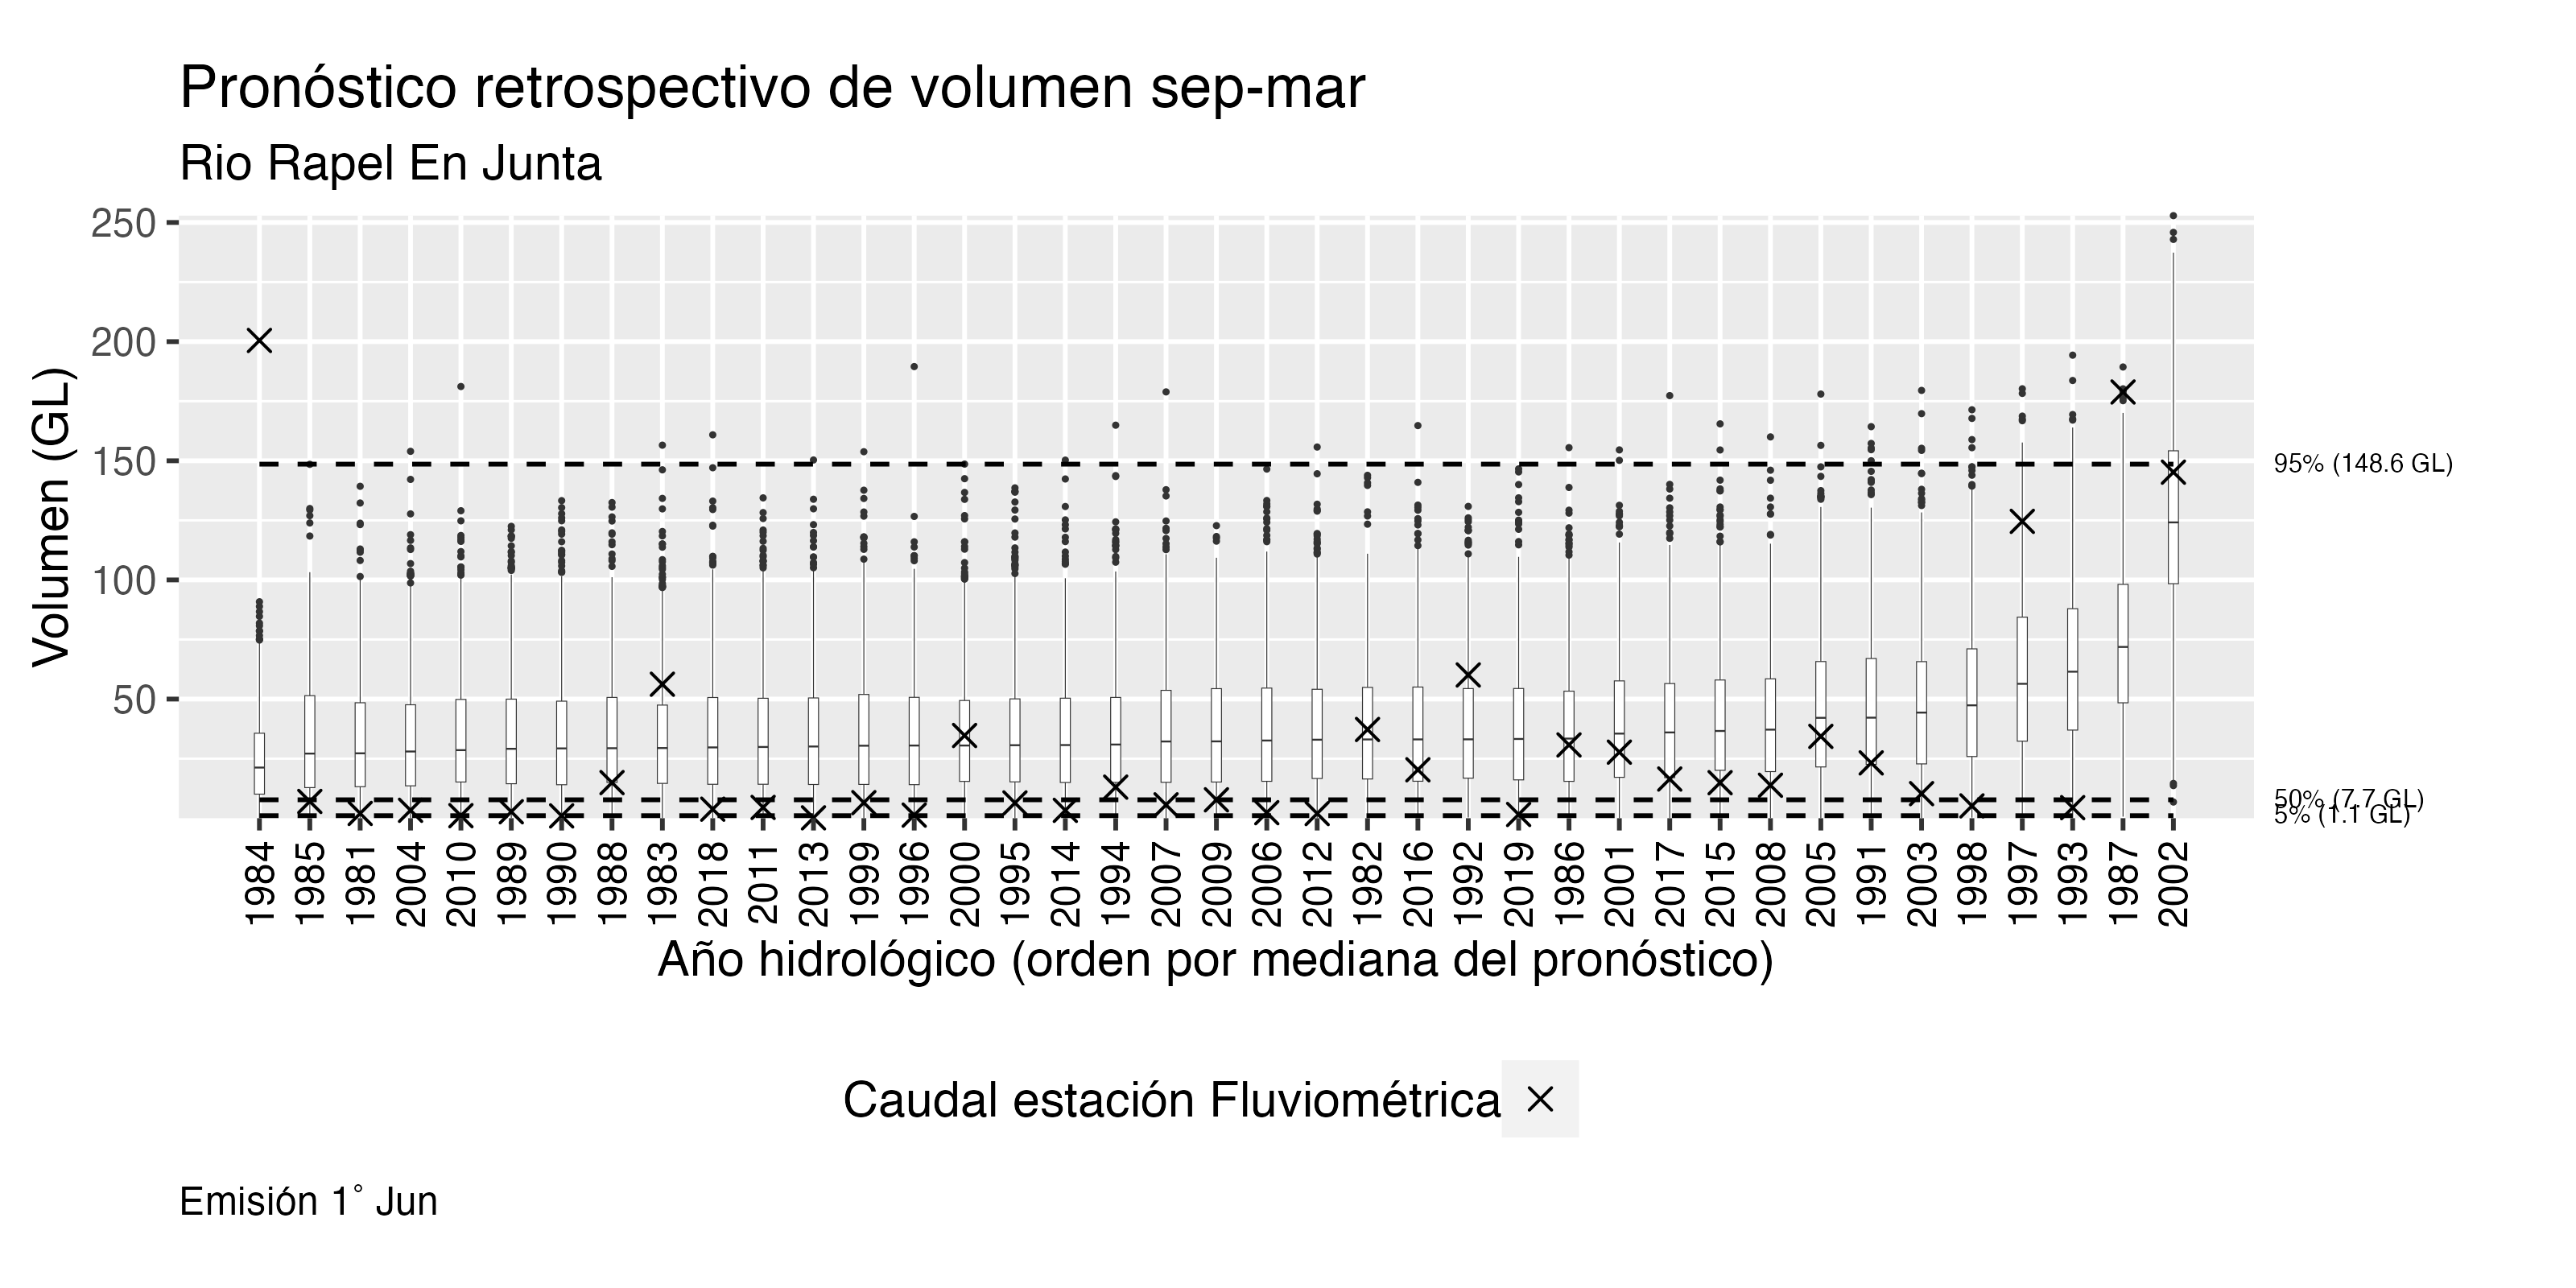 Pronóstico retrospectivo de volumen sep-mar
Rio Rapel En Junta
Volumen (GL)
250
200
150
100
50
95% (148.6 GL)
50% (7.7 GL)
5% (1.1 GL)
1984 1985 1981 2004 2010 1989 1990 1988 1983 2018 2011 2013 1999 1996 2000 1995 2014 1994 2007 2009 2006 2012 1982 2016 1992 2019 1986 2001 2017 2015 2008 2005 1991 2003 1998 1997 1993 1987 2002
Año hidrológico (orden por mediana del pronóstico)
Caudal estación Fluviométrica
Emisión 1° Jun